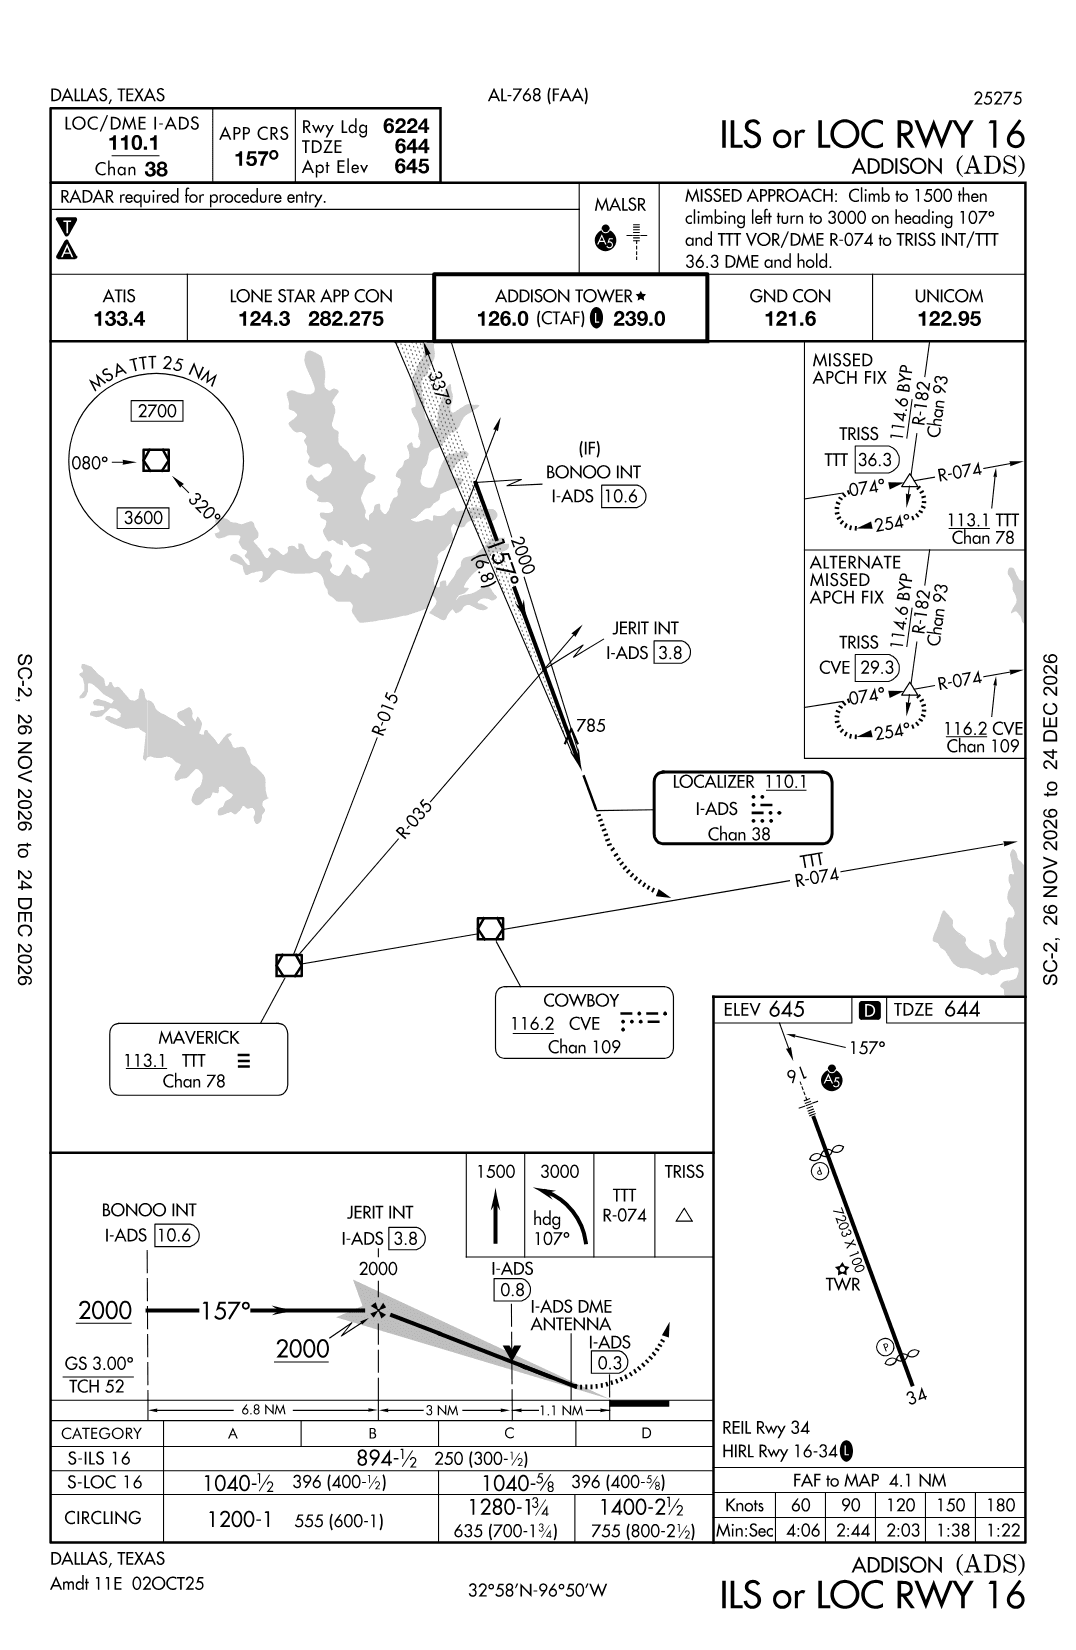 DALLAS, TEXAS
AL-768 (FAA)
25275
LOC/DME I-ADS
110.1
Chan 38
APP CRS
157°
Rwy Ldg 6224
TDZE 644
Apt Elev 645
ILS or LOC RWY 16
ADDISON (ADS)
RADAR required for procedure entry.
T
A
MALSR
A5
MISSED APPROACH: Climb to 1500 then
climbing left turn to 3000 on heading 107°
and TTT VOR/DME R-074 to TRISS INT/TTT
36.3 DME and hold.
ATIS
133.4
LONE STAR APP CON
124.3 282.275
ADDISON TOWER★
126.0 (CTAF) L 239.0
GND CON
121.6
UNICOM
122.95
MSA TTT 25 NM
2700
080°
320°
3600
337°
(IF)
BONOO INT
I-ADS 10.6
2000
157°
(6.8)
JERIT INT
I-ADS 3.8
785
R-015
R-035
LOCALIZER 110.1
I-ADS
Chan 38
TTT
R-074
MAVERICK
113.1 TTT
Chan 78
COWBOY
116.2 CVE
Chan 109
MISSED
APCH FIX
114.6 BYP
R-182
Chan 93
TRISS
TTT 36.3
R-074
074°
254°
113.1 TTT
Chan 78
ALTERNATE
MISSED
APCH FIX
114.6 BYP
R-182
Chan 93
TRISS
CVE 29.3
R-074
074°
254°
116.2 CVE
Chan 109
SC-2, 26 NOV 2026 to 24 DEC 2026
SC-2, 26 NOV 2026 to 24 DEC 2026
ELEV 645
D
TDZE 644
157°
16
A5
P
7203 X 100
TWR
P
34
REIL Rwy 34
HIRL Rwy 16-34 L
FAF to MAP 4.1 NM
Knots 60 90 120 150 180
Min:Sec 4:06 2:44 2:03 1:38 1:22
1500
3000
hdg
107°
TTT
R-074
TRISS
BONOO INT
I-ADS 10.6
JERIT INT
I-ADS 3.8
2000
I-ADS
0.8
I-ADS DME
ANTENNA
I-ADS
0.3
2000
157°
2000
GS 3.00°
TCH 52
6.8 NM
3 NM
1.1 NM
CATEGORY A B C D
S-ILS 16 894-½ 250 (300-½)
S-LOC 16 1040-½ 396 (400-½) 1040-⅝ 396 (400-⅝)
CIRCLING 1200-1 555 (600-1)
1280-1¾
635 (700-1¾)
1400-2½
755 (800-2½)
DALLAS, TEXAS
Amdt 11E 02OCT25
32°58'N-96°50'W
ADDISON (ADS)
ILS or LOC RWY 16